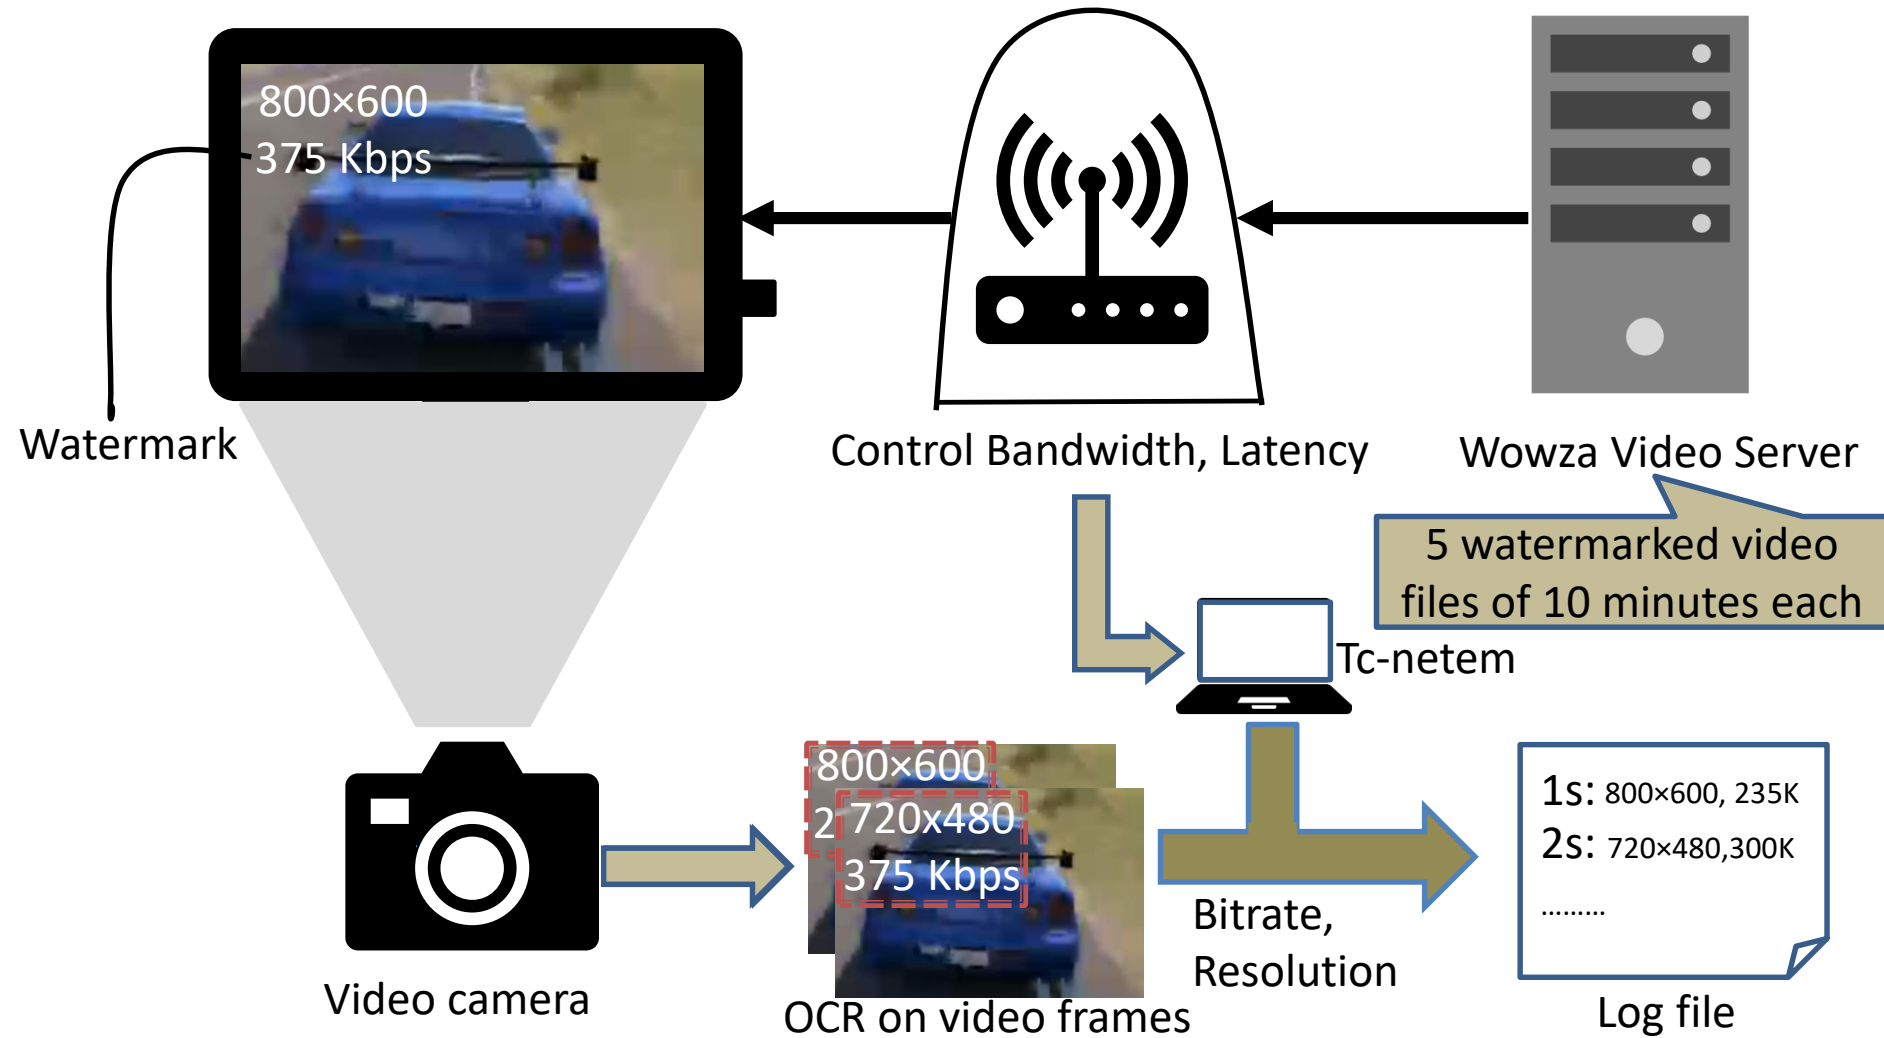 800×600
375 Kbps
Watermark
Control Bandwidth, Latency
Wowza Video Server
5 watermarked video
files of 10 minutes each
Tc-netem
800×600
2
720x480
375 Kbps
Bitrate,
Resolution
1s: 800×600, 235K
2s: 720×480,300K
.........
Video camera
OCR on video frames
Log file